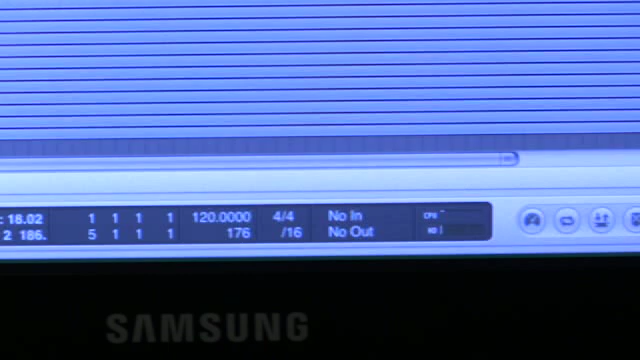 : 18.02 1 1 1 1 120.0000 4/4 No In CPU
2 186. 5 1 1 1 176 /16 No Out HD
SAMSUNG